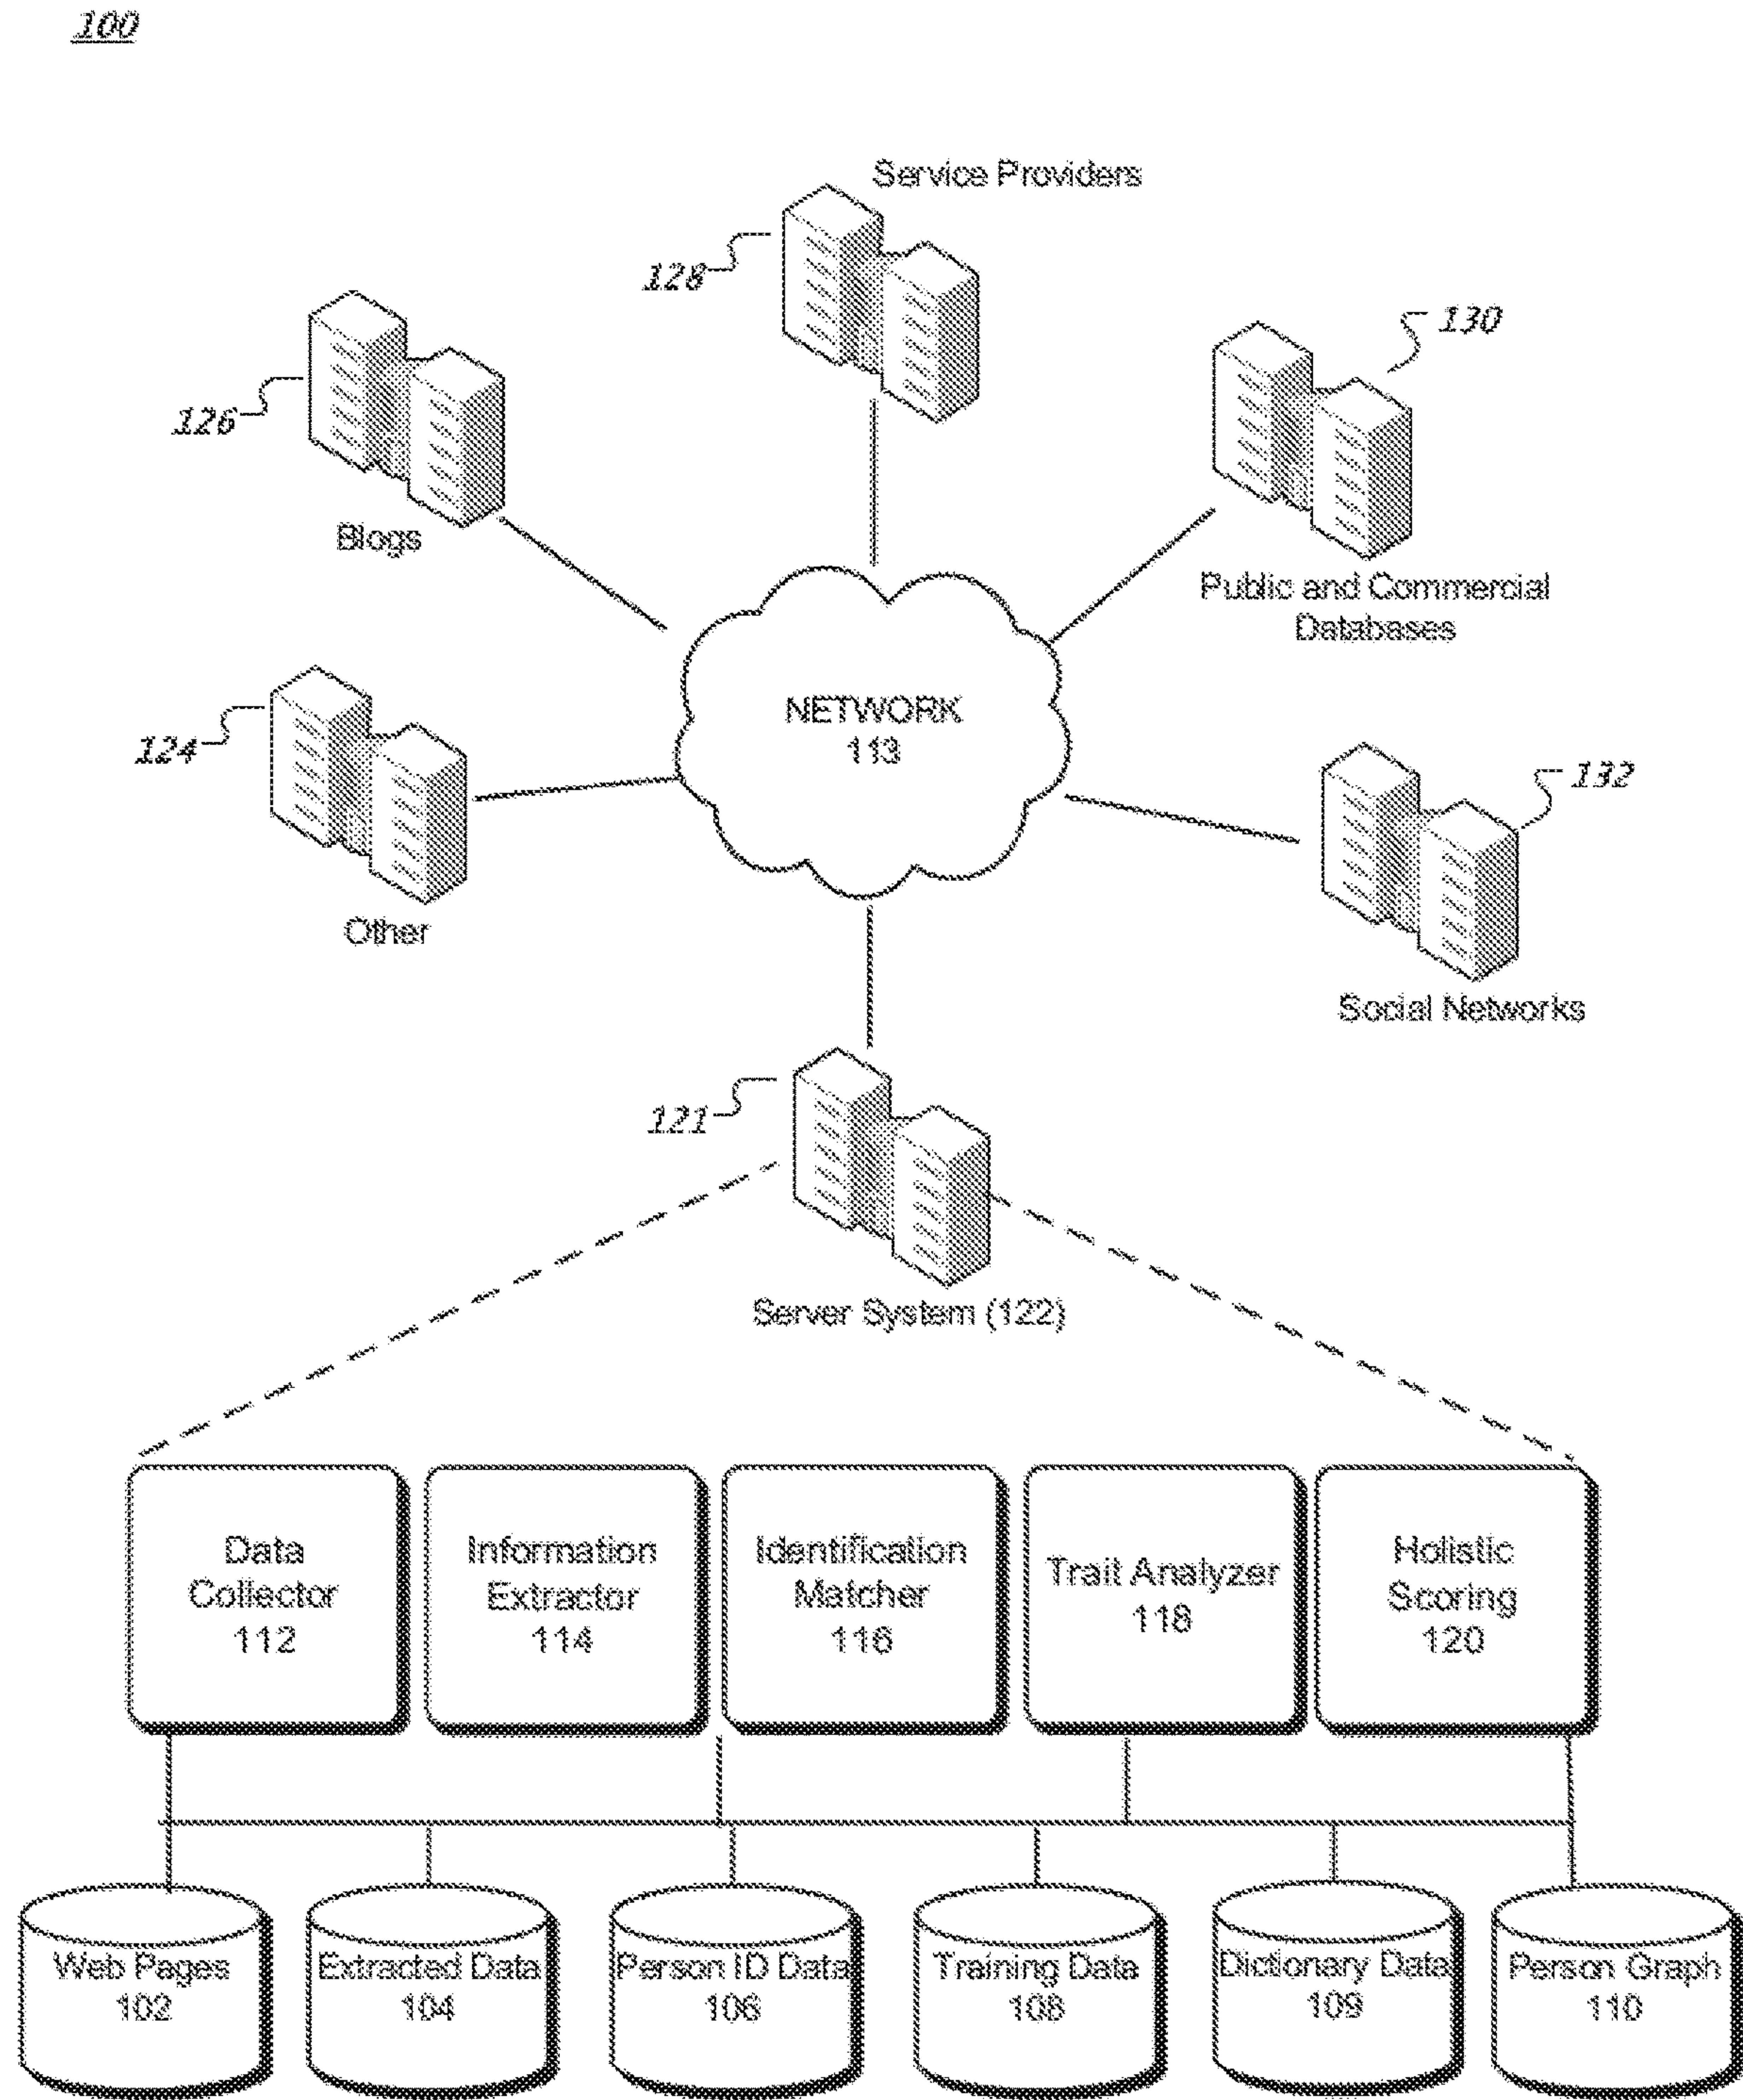 100
Service Providers
128
130
126
Blogs
Public and Commercial
Databases
NETWORK
113
124
132
Other
Social Networks
121
Server System (122)
Data
Collector
112
Information
Extractor
114
Identification
Matcher
116
Trait Analyzer
118
Holistic
Scoring
120
Web Pages
102
Extracted Data
104
Person ID Data
106
Training Data
108
Dictionary Data
109
Person Graph
110